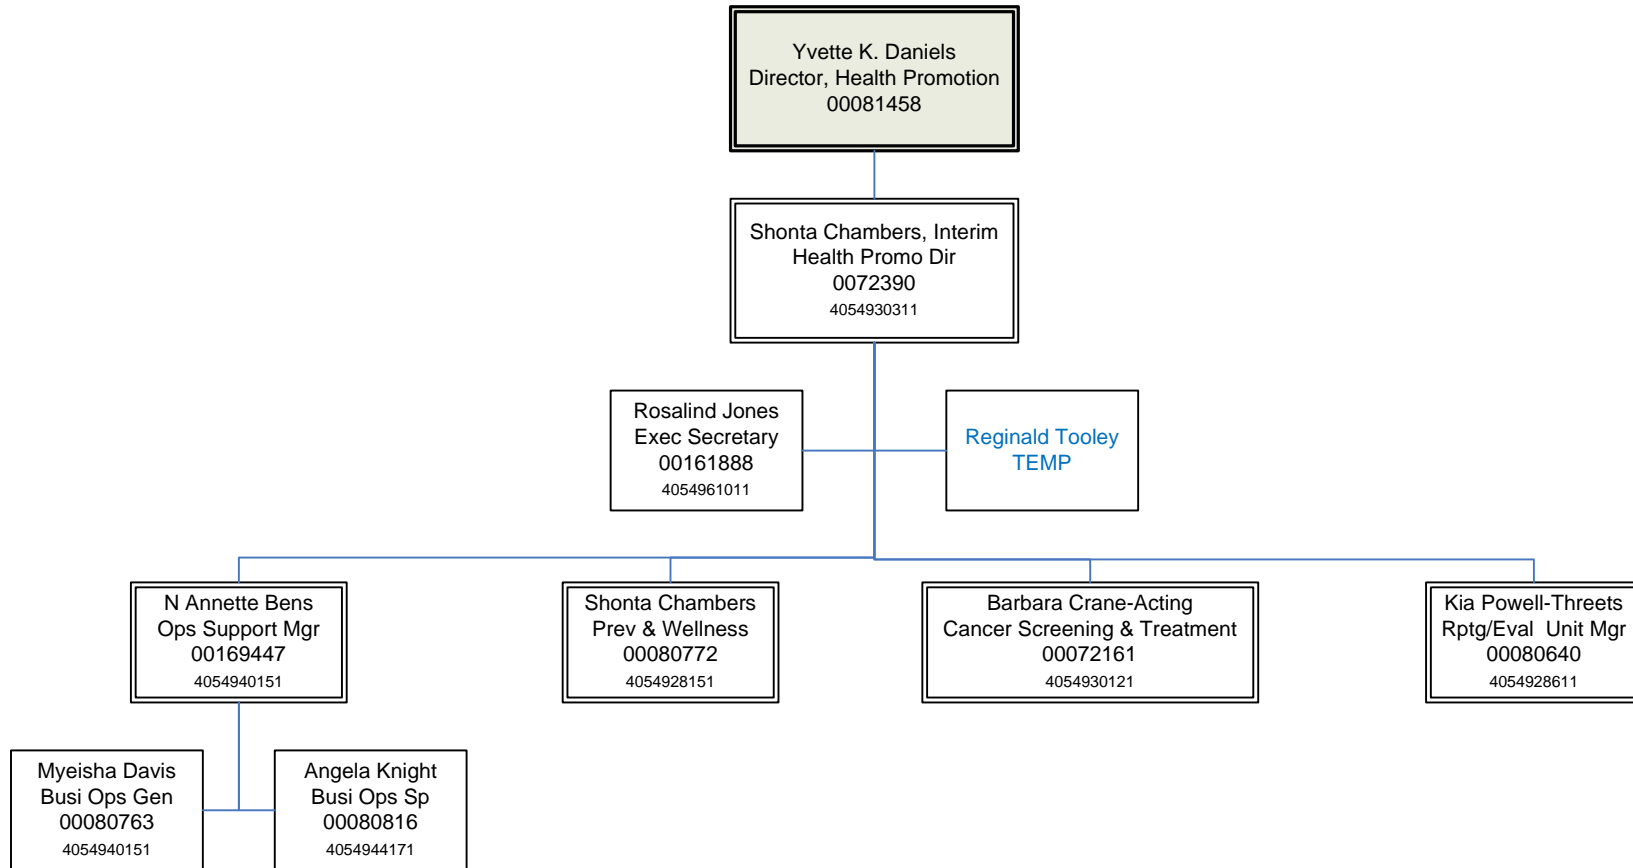 Yvette K. Daniels
Director, Health Promotion
00081458
Shonta Chambers, Interim
Health Promo Dir
0072390
4054930311
Rosalind Jones
Exec Secretary
00161888
4054961011
Reginald Tooley
TEMP
N Annette Bens
Ops Support Mgr
00169447
4054940151
Shonta Chambers
Prev & Wellness
00080772
4054928151
Barbara Crane-Acting
Cancer Screening & Treatment
00072161
4054930121
Kia Powell-Threets
Rptg/Eval  Unit Mgr
00080640
4054928611
Myeisha Davis
Busi Ops Gen
00080763
4054940151
Angela Knight
Busi Ops Sp
00080816
4054944171